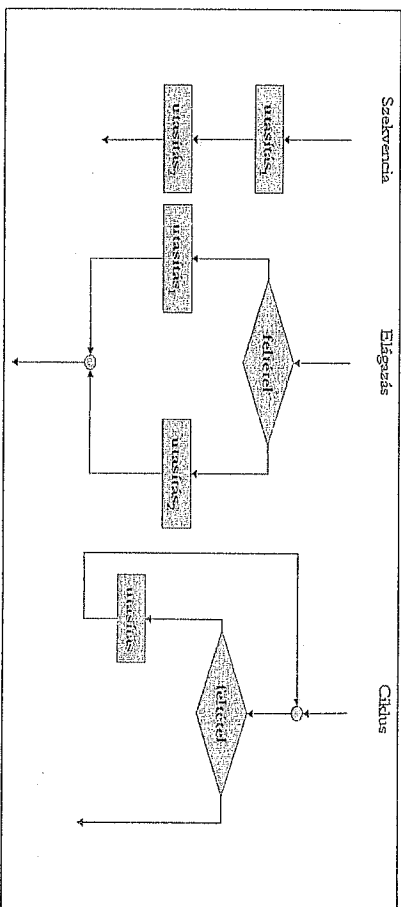 Szekvencia
utasítás1
utasítás2
Elágazás
feltétel
utasítás1
utasítás2
Ciklus
feltétel
utasítás